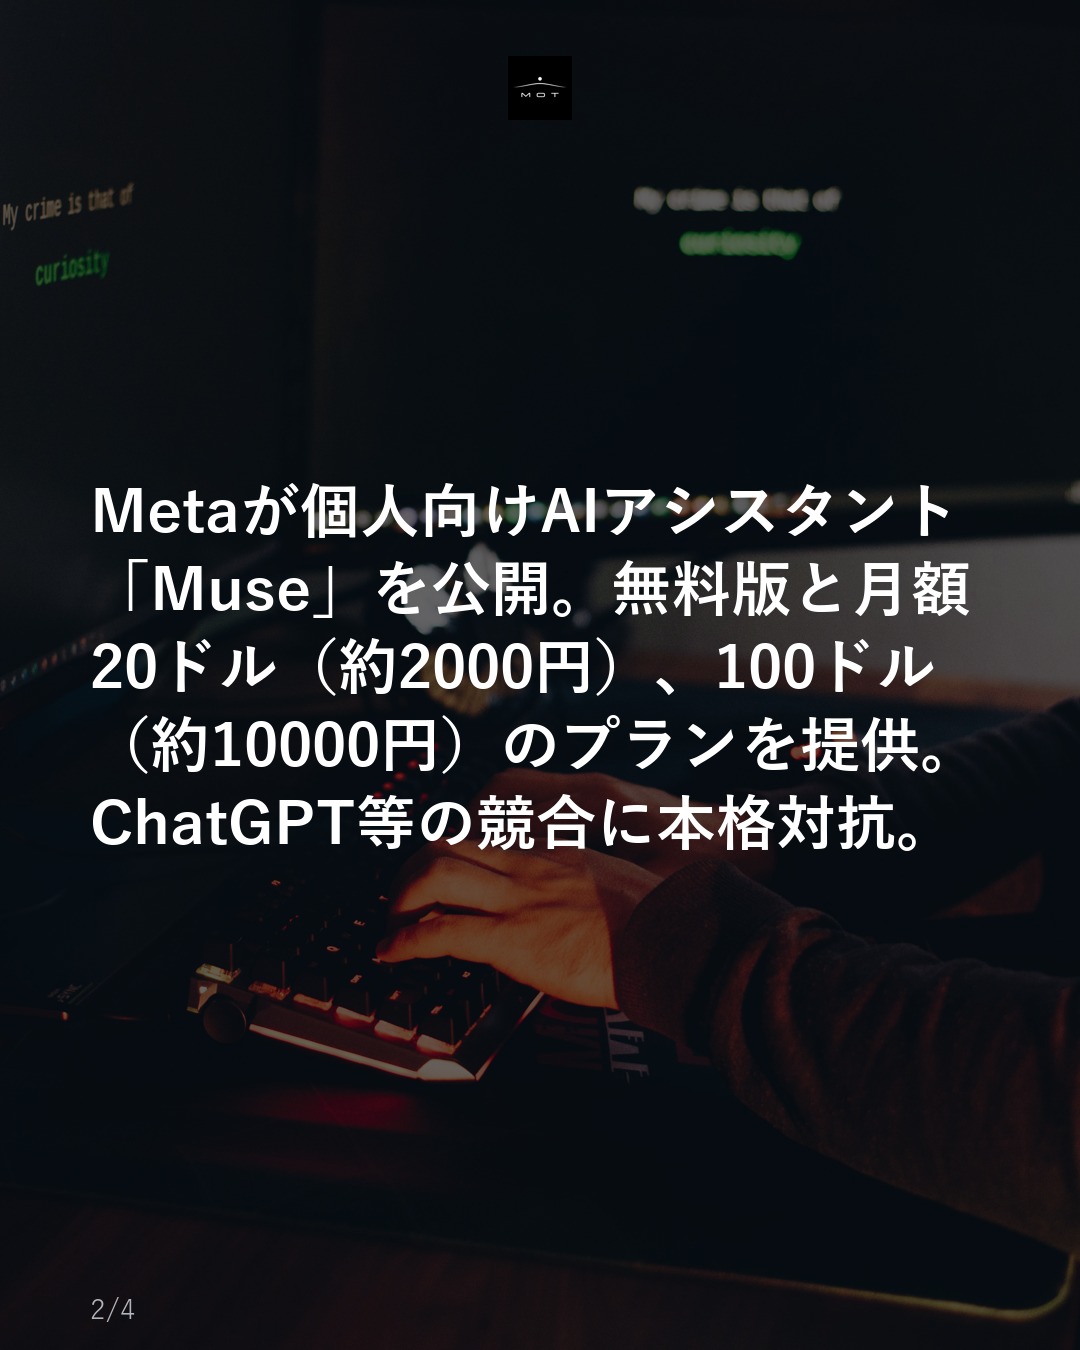 MOT
My crime is that of
curiosity
My crime is that of
curiosity
Metaが個人向けAIアシスタント
「Muse」を公開。無料版と月額
20ドル（約2000円）、100ドル
（約10000円）のプランを提供。
ChatGPT等の競合に本格対抗。
2/4